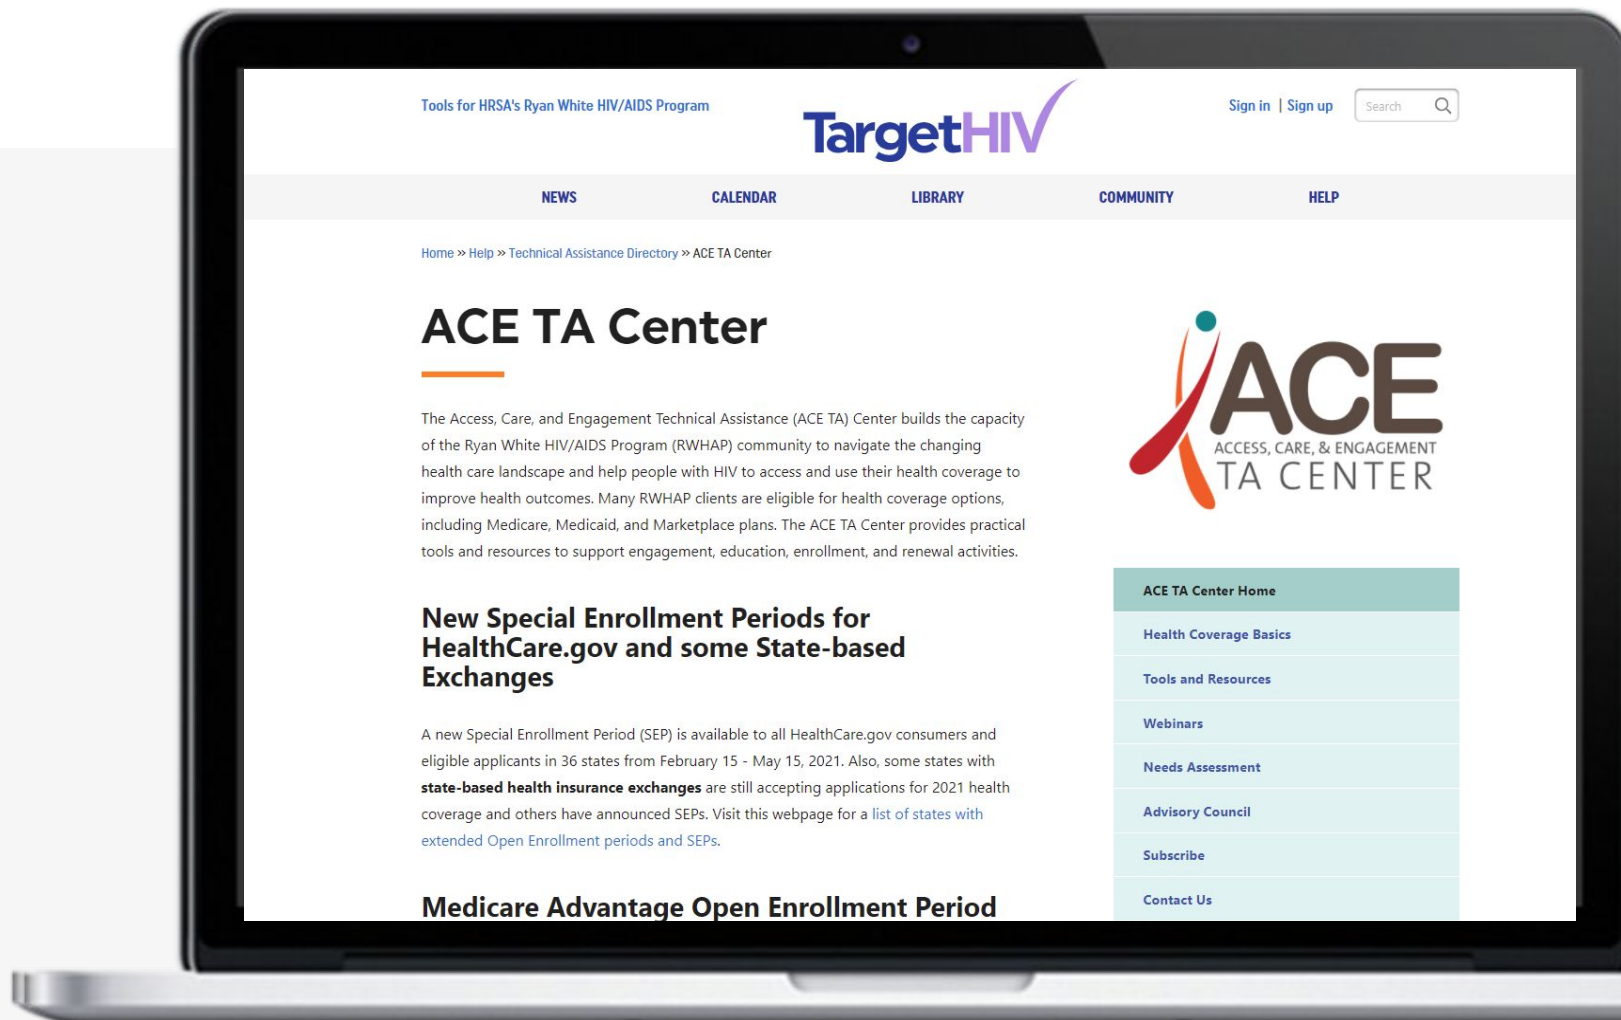 Tools for HRSA's Ryan White HIV/AIDS Program
TargetHIV
Sign in | Sign up
Search
NEWS
CALENDAR
LIBRARY
COMMUNITY
HELP
Home » Help » Technical Assistance Directory » ACE TA Center
ACE TA Center
The Access, Care, and Engagement Technical Assistance (ACE TA) Center builds the capacity
of the Ryan White HIV/AIDS Program (RWHAP) community to navigate the changing
health care landscape and help people with HIV to access and use their health coverage to
improve health outcomes. Many RWHAP clients are eligible for health coverage options,
including Medicare, Medicaid, and Marketplace plans. The ACE TA Center provides practical
tools and resources to support engagement, education, enrollment, and renewal activities.
New Special Enrollment Periods for
HealthCare.gov and some State-based
Exchanges
A new Special Enrollment Period (SEP) is available to all HealthCare.gov consumers and
eligible applicants in 36 states from February 15 - May 15, 2021. Also, some states with
state-based health insurance exchanges are still accepting applications for 2021 health
coverage and others have announced SEPs. Visit this webpage for a list of states with
extended Open Enrollment periods and SEPs.
Medicare Advantage Open Enrollment Period
ACE
ACCESS, CARE, & ENGAGEMENT
TA CENTER
ACE TA Center Home
Health Coverage Basics
Tools and Resources
Webinars
Needs Assessment
Advisory Council
Subscribe
Contact Us